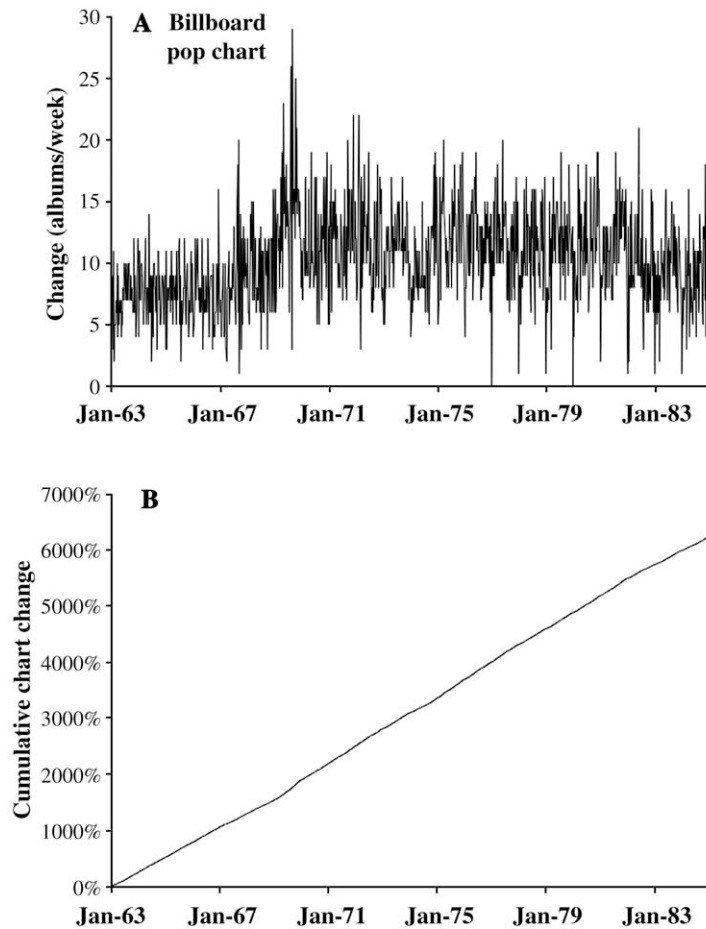 A Billboard
pop chart
Change (albums/week)
30
25
20
15
10
5
0
Jan-63 Jan-67 Jan-71 Jan-75 Jan-79 Jan-83
B
Cumulative chart change
7000%
6000%
5000%
4000%
3000%
2000%
1000%
0%
Jan-63 Jan-67 Jan-71 Jan-75 Jan-79 Jan-83